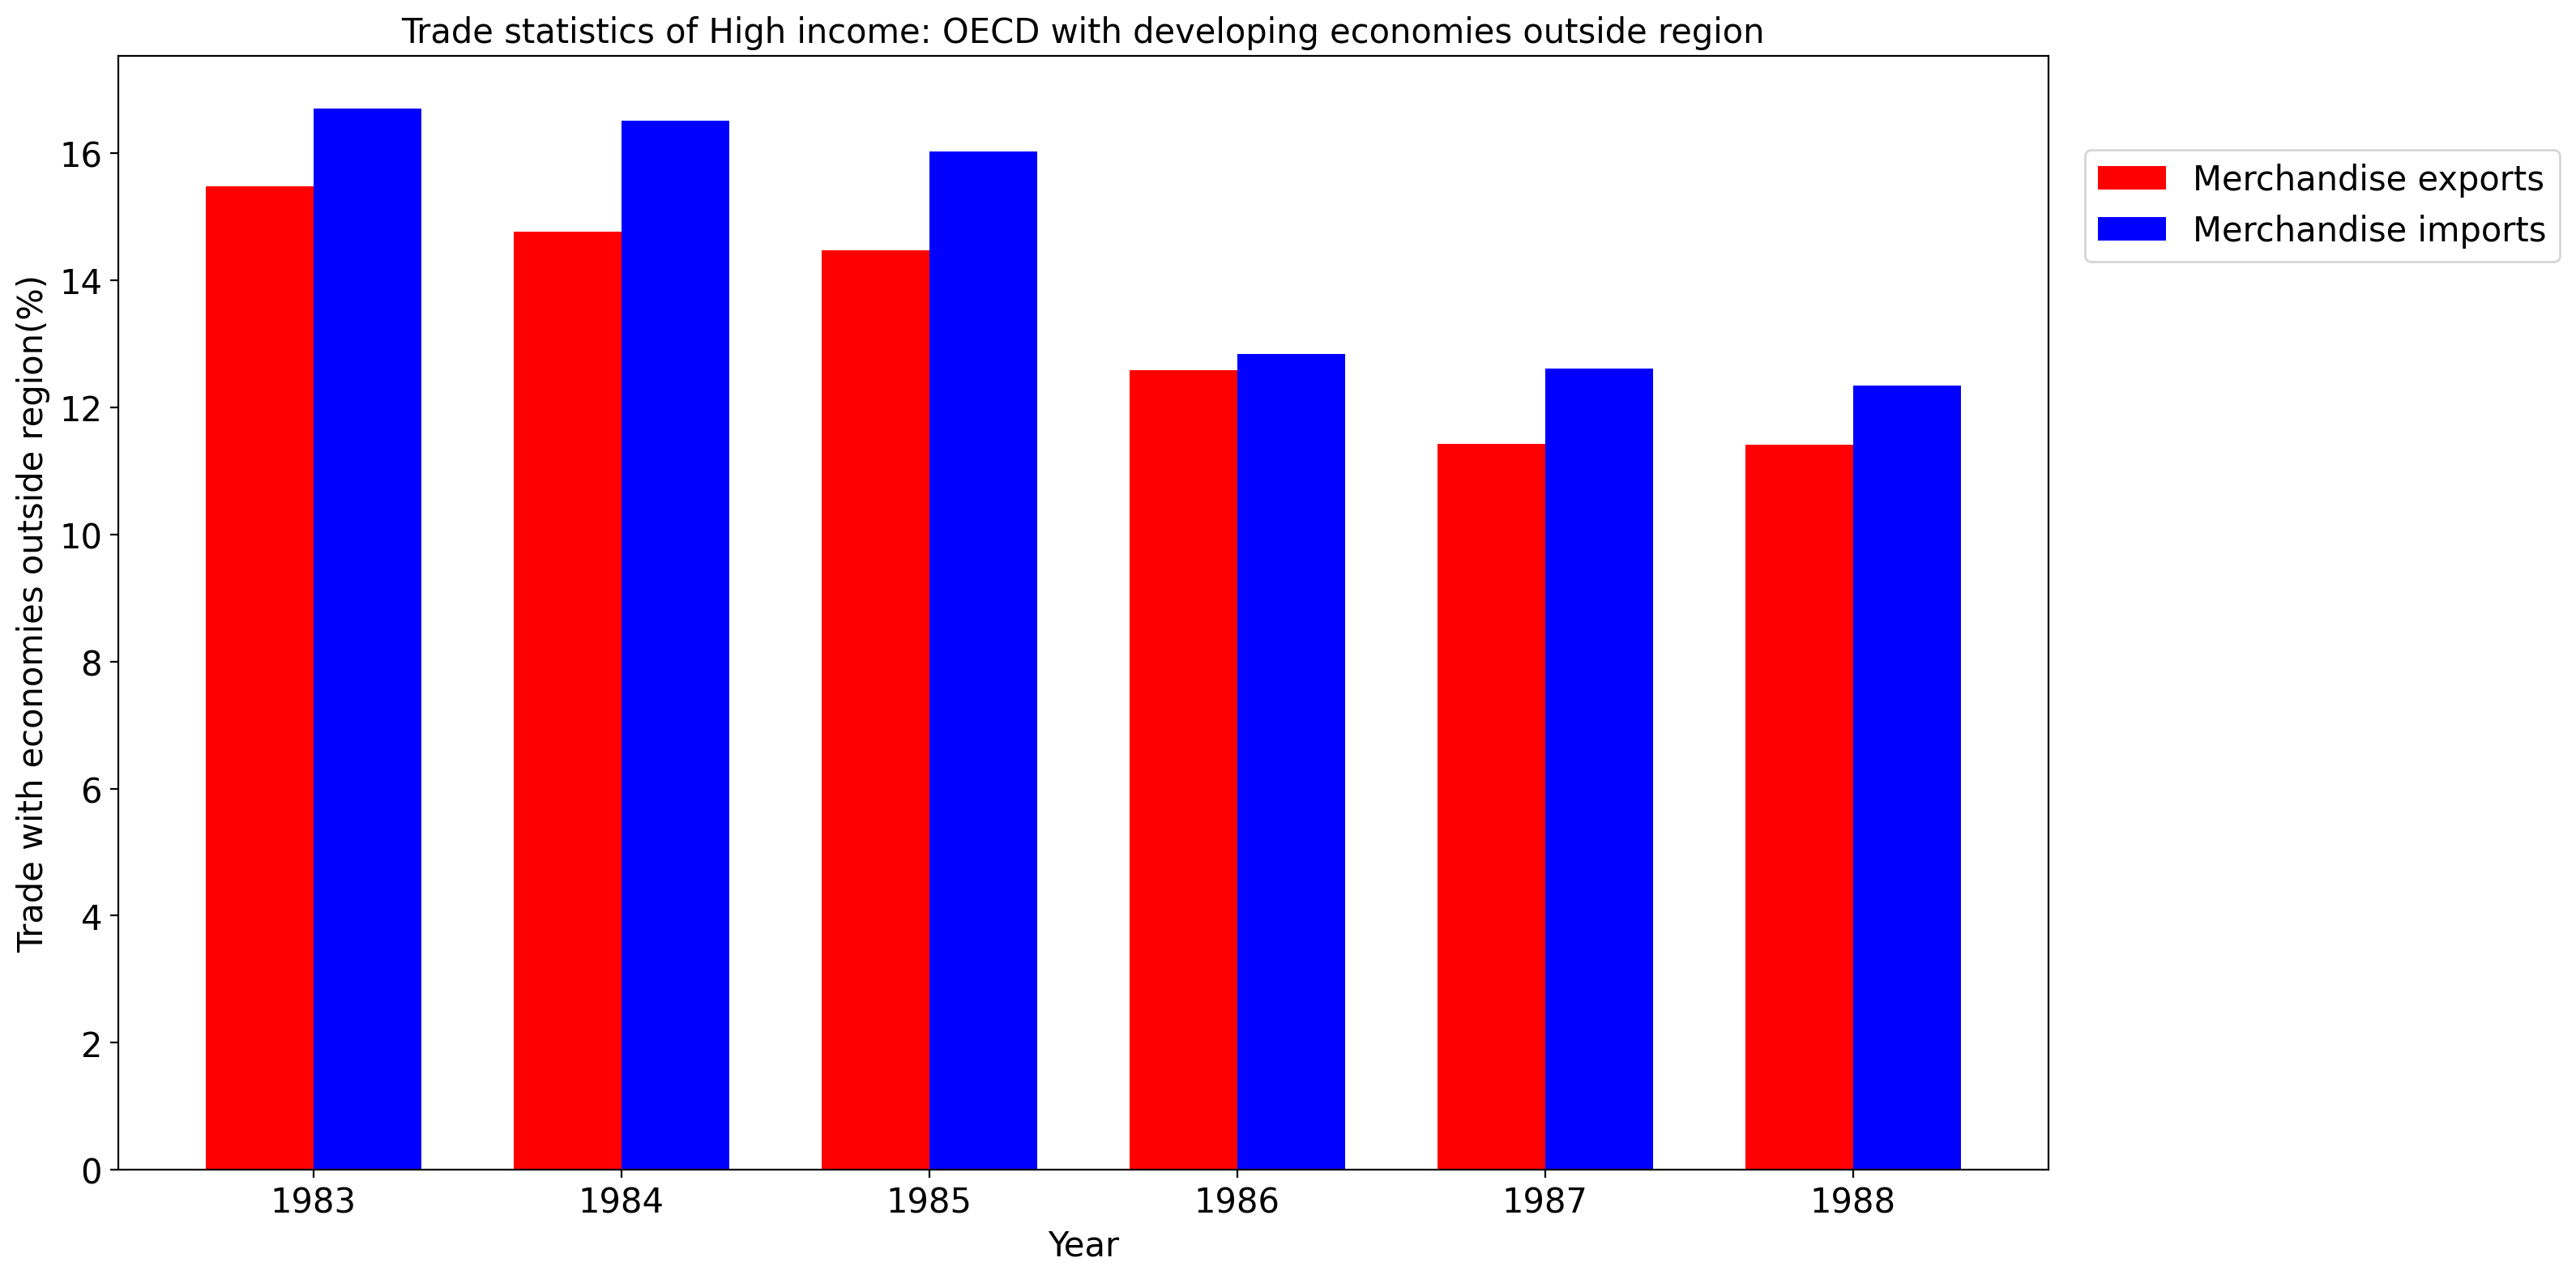 Trade statistics of High income: OECD with developing economies outside region
Trade with economies outside region(%)
16
14
12
10
8
6
4
2
0
1983 1984 1985 1986 1987 1988
Year
Merchandise exports
Merchandise imports